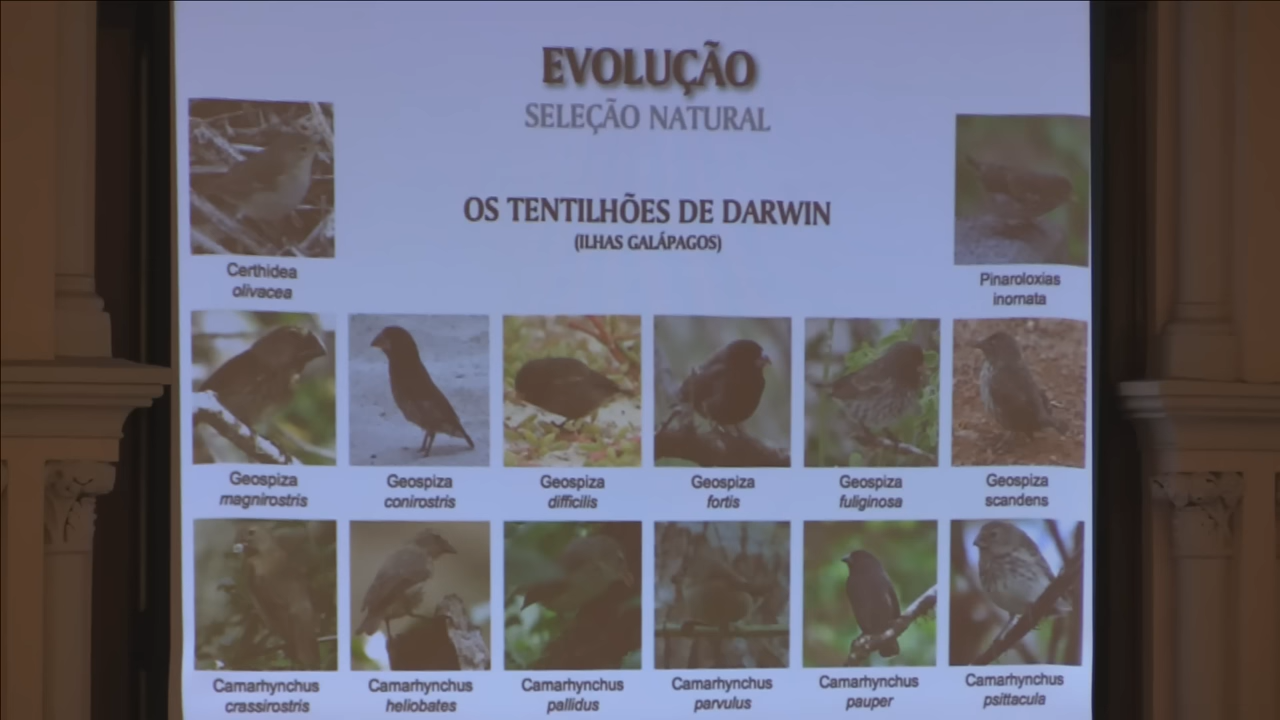 EVOLUÇÃO
SELEÇÃO NATURAL
OS TENTILHÕES DE DARWIN
(ILHAS GALÁPAGOS)
Certhidea
olivacea
Pinaroloxias
inornata
Geospiza
magnirostris
Geospiza
conirostris
Geospiza
difficilis
Geospiza
fortis
Geospiza
fuliginosa
Geospiza
scandens
Camarhynchus
crassirostris
Camarhynchus
heliobates
Camarhynchus
pallidus
Camarhynchus
parvulus
Camarhynchus
pauper
Camarhynchus
psittacula